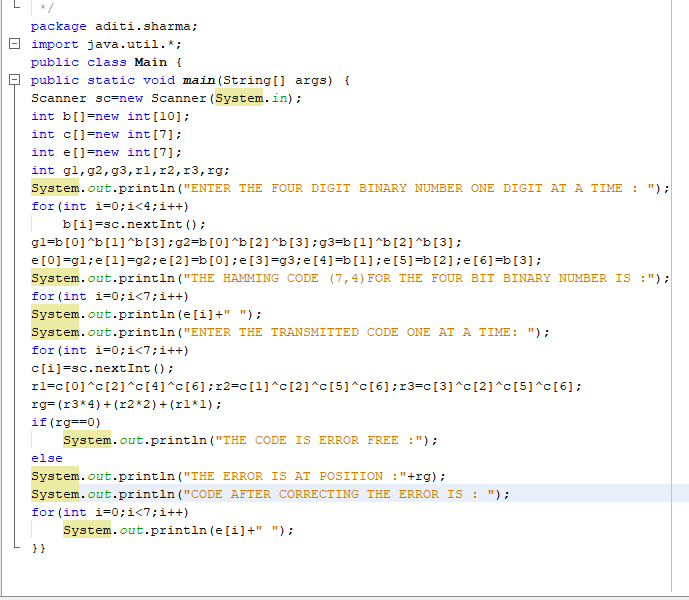 */
package aditi.sharma;
import java.util.*;
public class Main {
public static void main(String[] args) {
Scanner sc=new Scanner(System.in);
int b[]=new int[10];
int c[]=new int[7];
int e[]=new int[7];
int g1,g2,g3,r1,r2,r3,rg;
System.out.println("ENTER THE FOUR DIGIT BINARY NUMBER ONE DIGIT AT A TIME : ");
for(int i=0;i<4;i++)
b[i]=sc.nextInt();
g1=b[0]^b[1]^b[3];g2=b[0]^b[2]^b[3];g3=b[1]^b[2]^b[3];
e[0]=g1;e[1]=g2;e[2]=b[0];e[3]=g3;e[4]=b[1];e[5]=b[2];e[6]=b[3];
System.out.println("THE HAMMING CODE (7,4)FOR THE FOUR BIT BINARY NUMBER IS :");
for(int i=0;i<7;i++)
System.out.println(e[i]+" ");
System.out.println("ENTER THE TRANSMITTED CODE ONE AT A TIME: ");
for(int i=0;i<7;i++)
c[i]=sc.nextInt();
r1=c[0]^c[2]^c[4]^c[6];r2=c[1]^c[2]^c[5]^c[6];r3=c[3]^c[2]^c[5]^c[6];
rg=(r3*4)+(r2*2)+(r1*1);
if(rg==0)
System.out.println("THE CODE IS ERROR FREE :");
else
System.out.println("THE ERROR IS AT POSITION :"+rg);
System.out.println("CODE AFTER CORRECTING THE ERROR IS : ");
for(int i=0;i<7;i++)
System.out.println(e[i]+" ");
}}